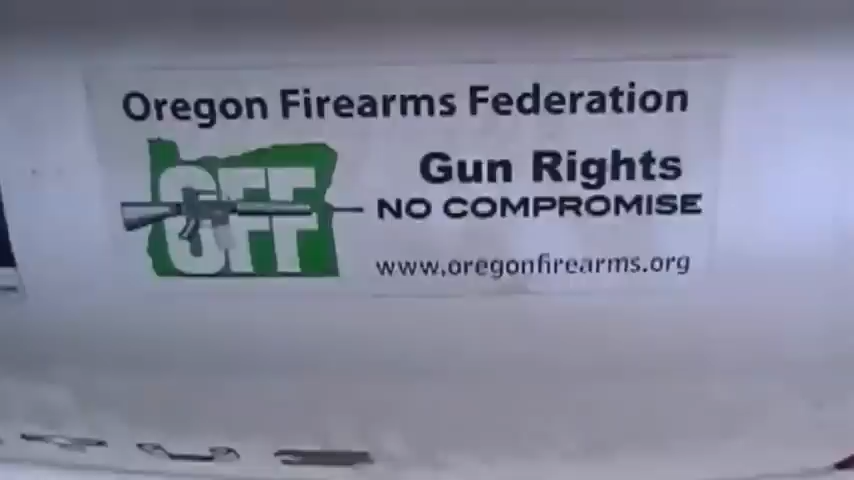 Oregon Firearms Federation
OFF
Gun Rights
NO COMPROMISE
www.oregonfirearms.org